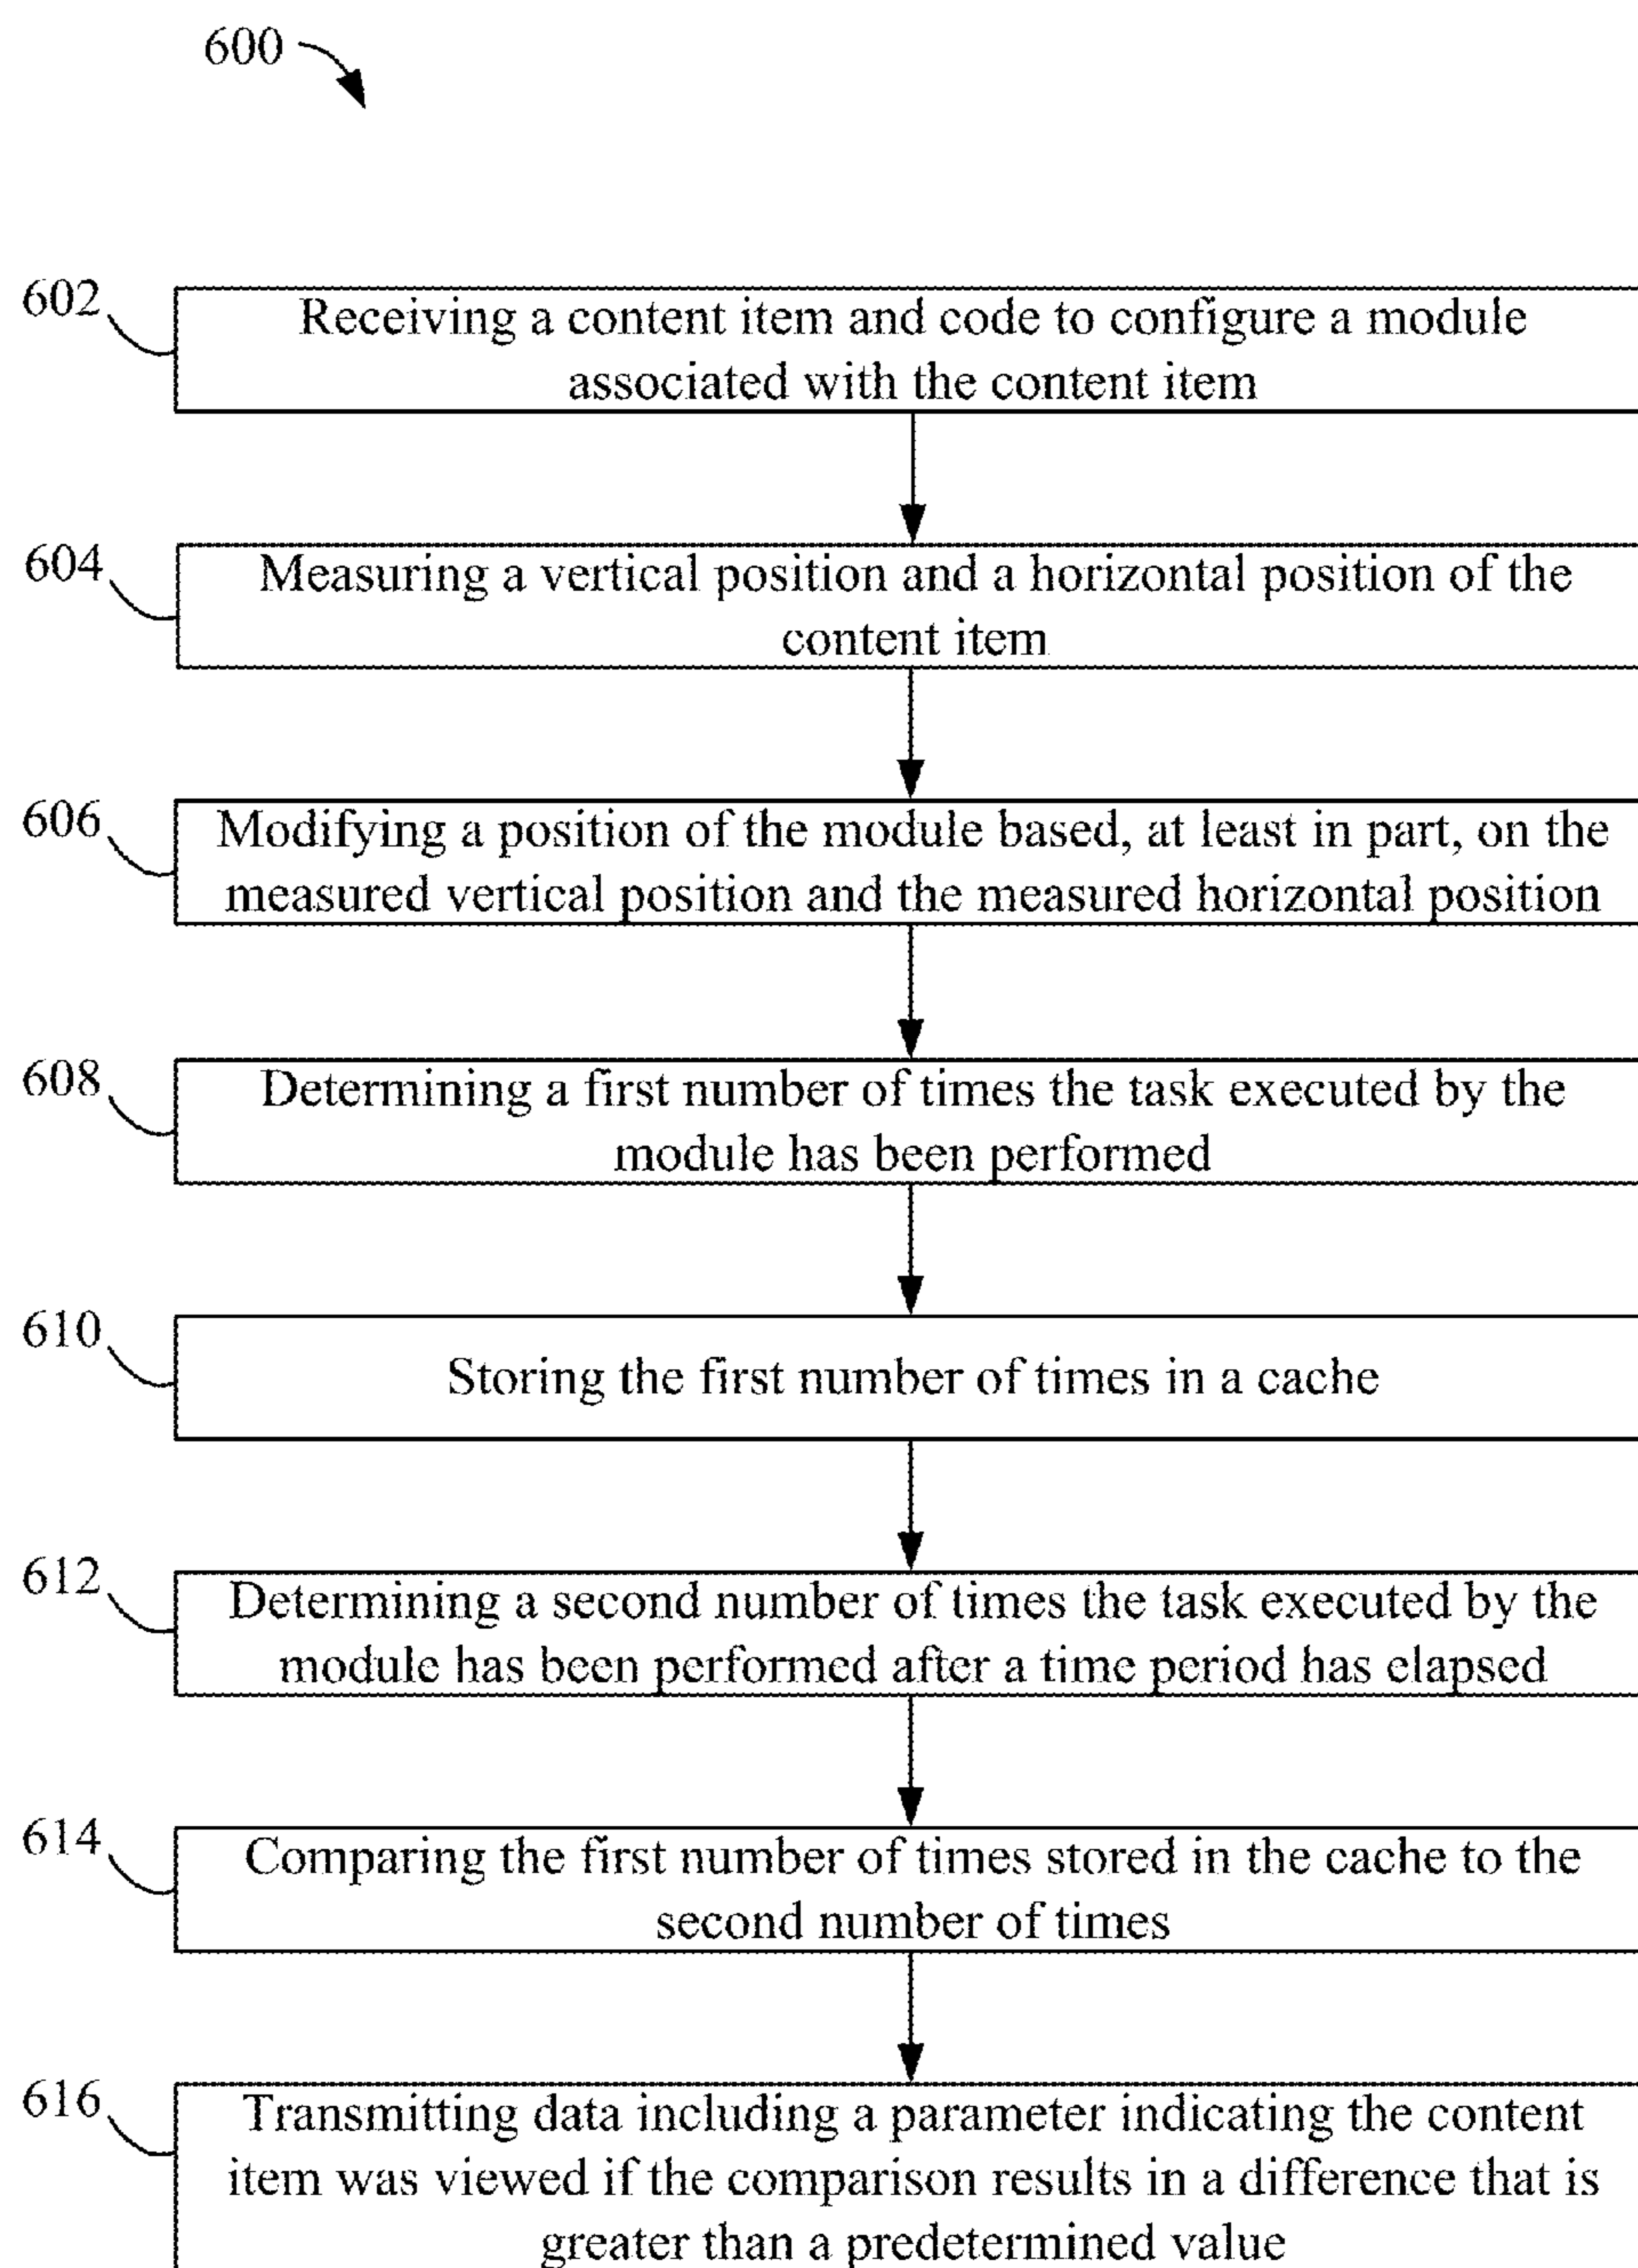 600
602
Receiving a content item and code to configure a module
associated with the content item
604
Measuring a vertical position and a horizontal position of the
content item
606
Modifying a position of the module based, at least in part, on the
measured vertical position and the measured horizontal position
608
Determining a first number of times the task executed by the
module has been performed
610
Storing the first number of times in a cache
612
Determining a second number of times the task executed by the
module has been performed after a time period has elapsed
614
Comparing the first number of times stored in the cache to the
second number of times
616
Transmitting data including a parameter indicating the content
item was viewed if the comparison results in a difference that is
greater than a predetermined value